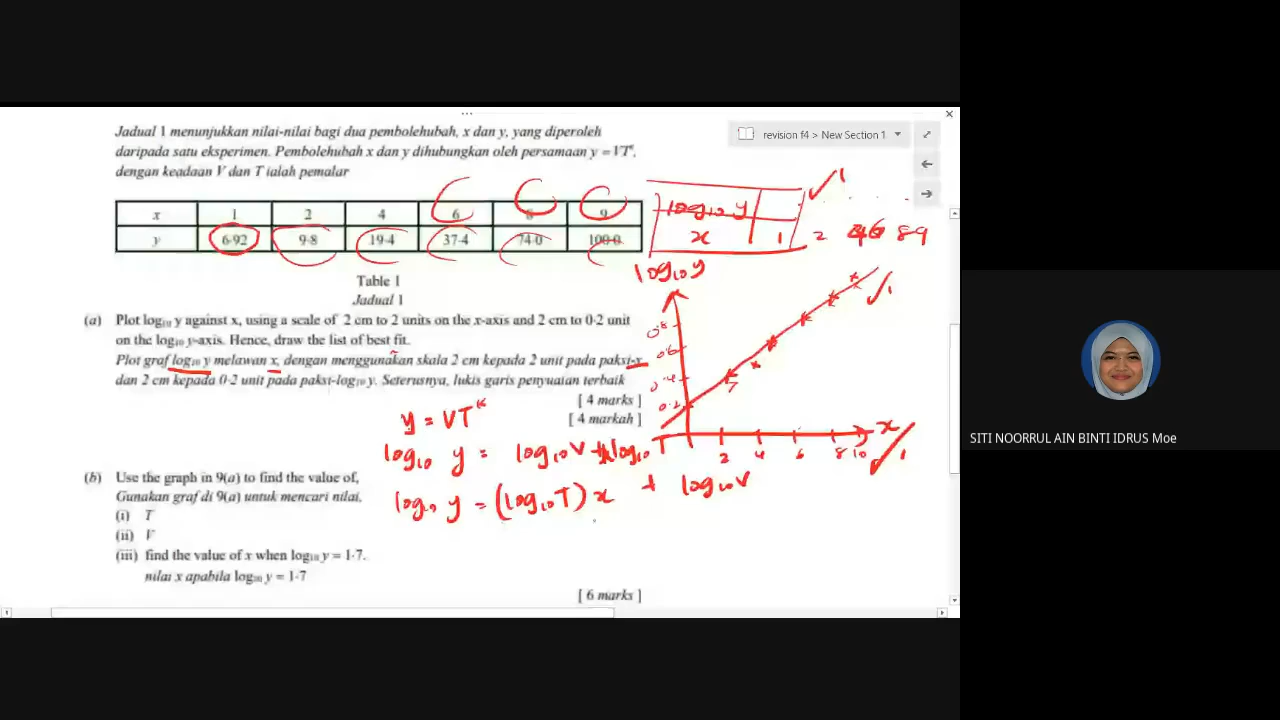 revision f4 > New Section 1
Jadual 1 menunjukkan nilai-nilai bagi dua pembolehubah, x dan y, yang diperoleh
daripada satu eksperimen. Pembolehubah x dan y dihubungkan oleh persamaan y = VTˣ,
dengan keadaan V dan T ialah pemalar
x 1 2 4 6 8 9
y 6·92 9·8 19·4 37·4 74·0 100·0
log10 y
x 1 2 4 6 8 9
Table 1
Jadual 1
(a) Plot log₁₀ y against x, using a scale of 2 cm to 2 units on the x-axis and 2 cm to 0·2 unit
on the log₁₀ y-axis. Hence, draw the list of best fit.
Plot graf log₁₀ y melawan x, dengan menggunakan skala 2 cm kepada 2 unit pada paksi-x
dan 2 cm kepada 0·2 unit pada paksi-log₁₀ y. Seterusnya, lukis garis penyuaian terbaik
[ 4 marks ]
[ 4 markah ]
log10 y
0.8
0.6
0.4
0.2
2 4 6 8 10 x
y = VTˣ
log10 y = log10 V + x log10 T
log10 y = (log10 T) x + log10 V
(b) Use the graph in 9(a) to find the value of,
Gunakan graf di 9(a) untuk mencari nilai,
(i) T
(ii) V
(iii) find the value of x when log₁₀ y = 1·7.
nilai x apabila log₁₀ y = 1·7
[ 6 marks ]
SITI NOORRUL AIN BINTI IDRUS Moe